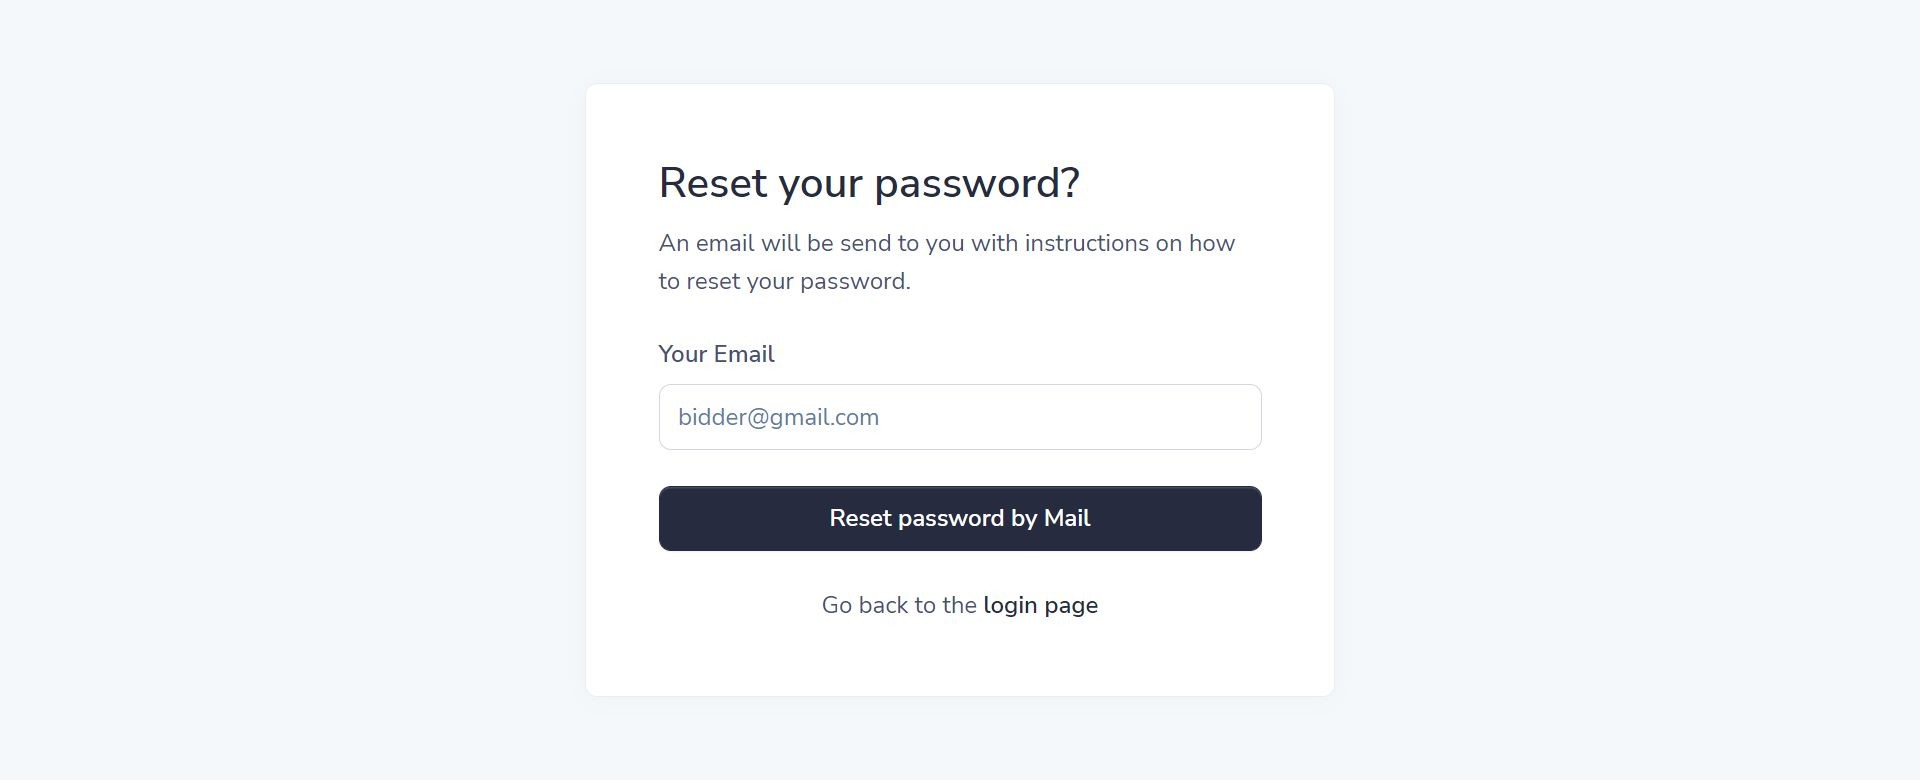 Reset your password?
An email will be send to you with instructions on how
to reset your password.
Your Email
bidder@gmail.com
Reset password by Mail
Go back to the login page